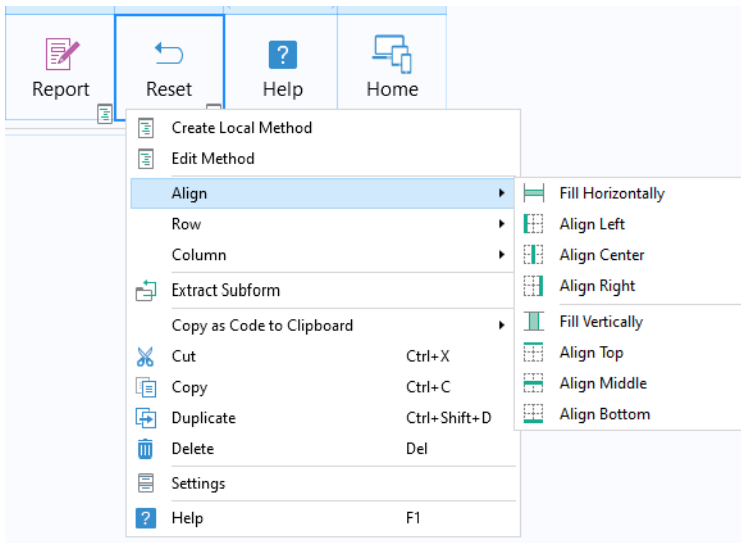 Report
Reset
Help
Home
Create Local Method
Edit Method
Align
Row
Column
Extract Subform
Copy as Code to Clipboard
Cut Ctrl+X
Copy Ctrl+C
Duplicate Ctrl+Shift+D
Delete Del
Settings
? Help F1
Fill Horizontally
Align Left
Align Center
Align Right
Fill Vertically
Align Top
Align Middle
Align Bottom